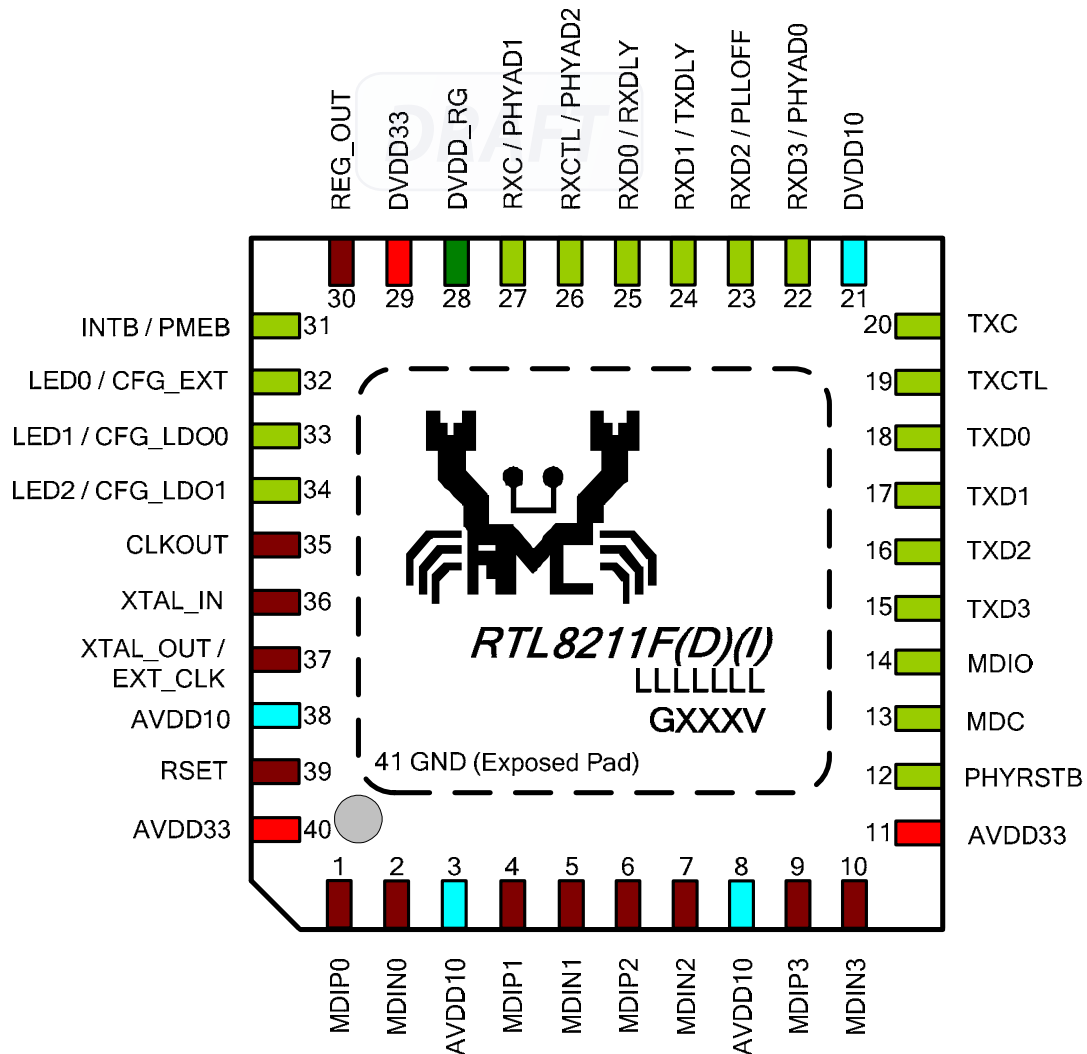 REG_OUT
DVDD33
DVDD_RG
RXC / PHYAD1
RXCTL / PHYAD2
RXD0 / RXDLY
RXD1 / TXDLY
RXD2 / PLLOFF
RXD3 / PHYAD0
DVDD10
DRAFT
30 29 28 27 26 25 24 23 22 21
INTB / PMEB 31
LED0 / CFG_EXT 32
LED1 / CFG_LDO0 33
LED2 / CFG_LDO1 34
CLKOUT 35
XTAL_IN 36
XTAL_OUT /
EXT_CLK 37
AVDD10 38
RSET 39
AVDD33 40
20 TXC
19 TXCTL
18 TXD0
17 TXD1
16 TXD2
15 TXD3
14 MDIO
13 MDC
12 PHYRSTB
11 AVDD33
RTL8211F(D)(I)
LLLLLLL
GXXXV
41 GND (Exposed Pad)
1 2 3 4 5 6 7 8 9 10
MDIP0
MDIN0
AVDD10
MDIP1
MDIN1
MDIP2
MDIN2
AVDD10
MDIP3
MDIN3